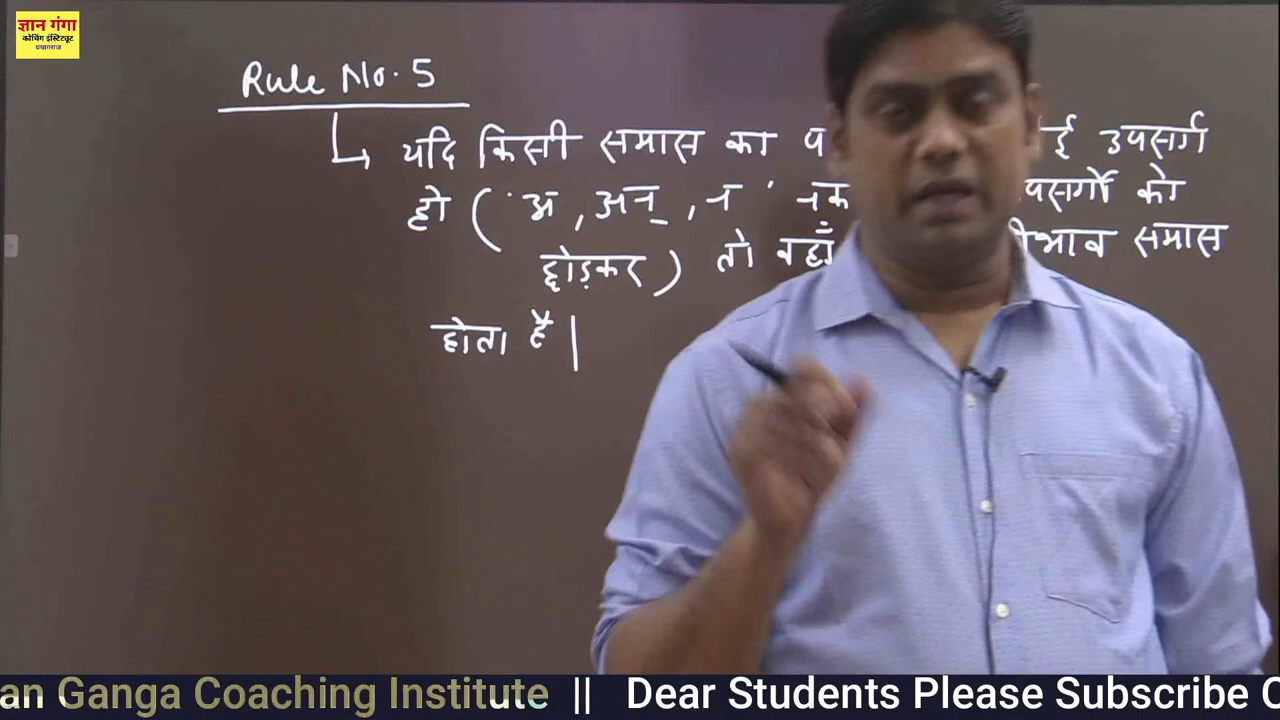 ज्ञान गंगा
कोचिंग इंस्टिट्यूट
प्रयागराज
Rule No. 5
यदि किसी समास का प ई उपसर्ग
हो ( 'अ, अन्, न' नक पसर्गों को
छोड़कर) तो वहाँ ीभाव समास
होता है |
an Ganga Coaching Institute || Dear Students Please Subscribe C